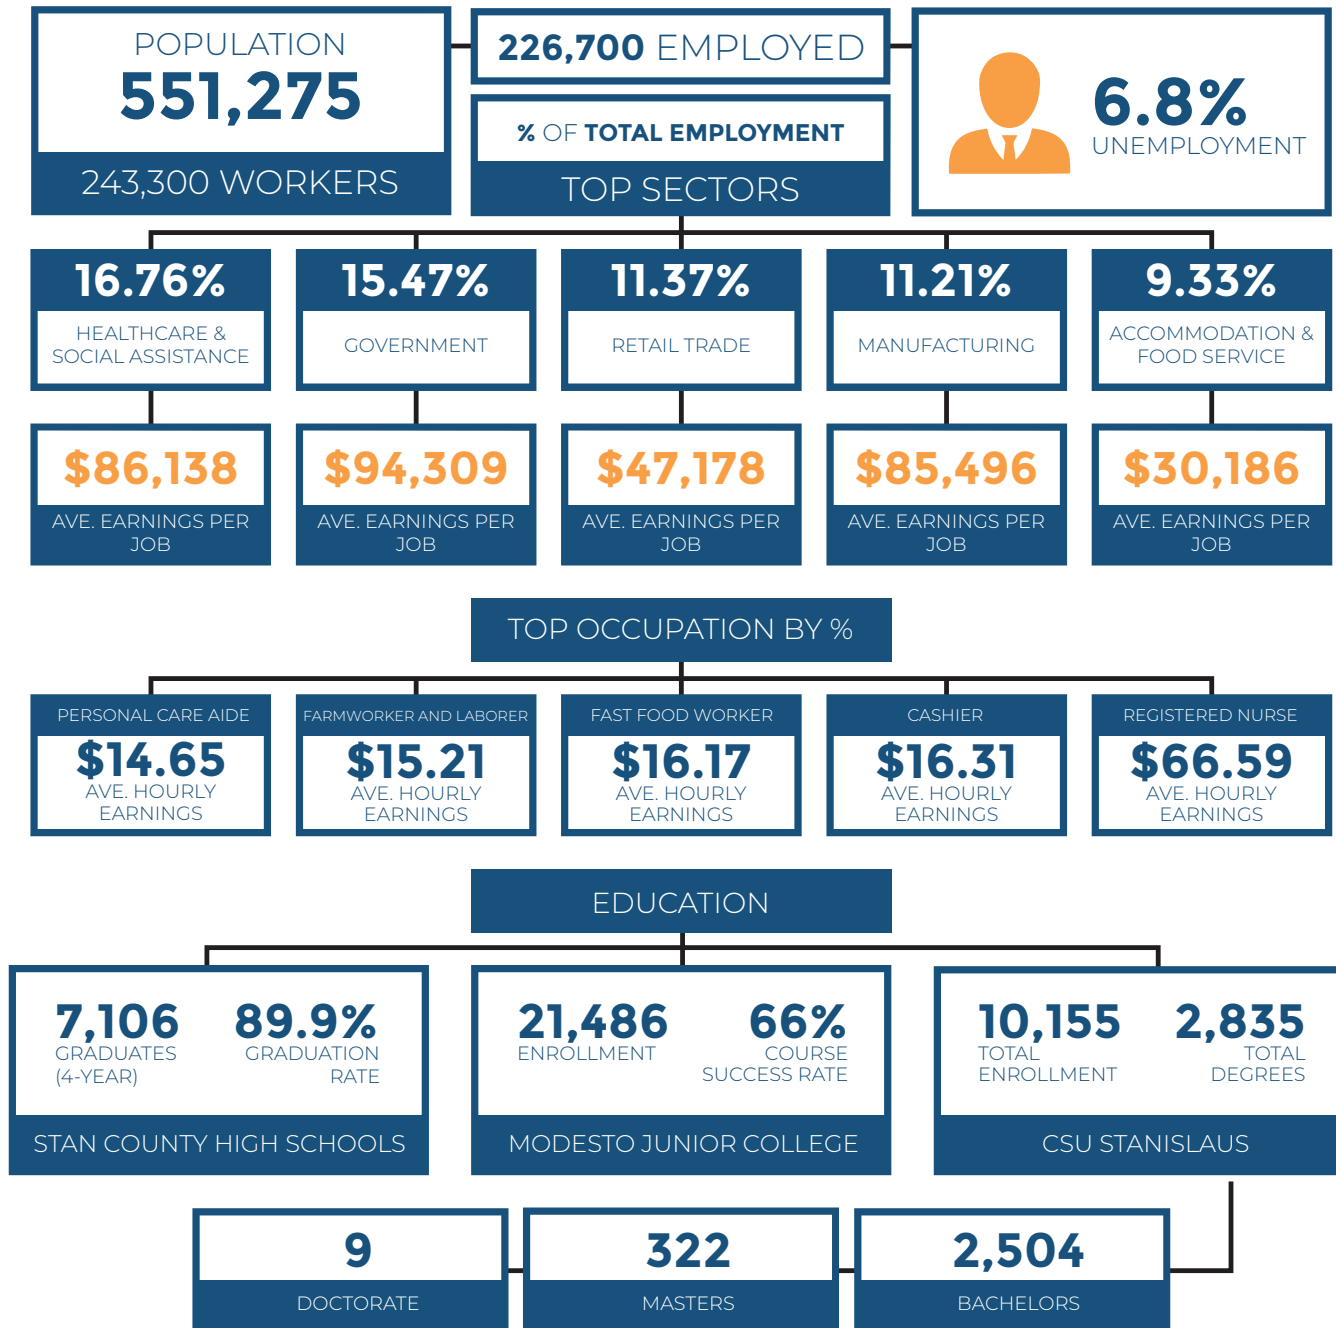 POPULATION
551,275
243,300 WORKERS
226,700 EMPLOYED
% OF TOTAL EMPLOYMENT
TOP SECTORS
6.8%
UNEMPLOYMENT
16.76%
HEALTHCARE &
SOCIAL ASSISTANCE
$86,138
AVE. EARNINGS PER
JOB
15.47%
GOVERNMENT
$94,309
AVE. EARNINGS PER
JOB
11.37%
RETAIL TRADE
$47,178
AVE. EARNINGS PER
JOB
11.21%
MANUFACTURING
$85,496
AVE. EARNINGS PER
JOB
9.33%
ACCOMMODATION &
FOOD SERVICE
$30,186
AVE. EARNINGS PER
JOB
TOP OCCUPATION BY %
PERSONAL CARE AIDE
$14.65
AVE. HOURLY
EARNINGS
FARMWORKER AND LABORER
$15.21
AVE. HOURLY
EARNINGS
FAST FOOD WORKER
$16.17
AVE. HOURLY
EARNINGS
CASHIER
$16.31
AVE. HOURLY
EARNINGS
REGISTERED NURSE
$66.59
AVE. HOURLY
EARNINGS
EDUCATION
7,106
GRADUATES
(4-YEAR)
89.9%
GRADUATION
RATE
STAN COUNTY HIGH SCHOOLS
21,486
ENROLLMENT
66%
COURSE
SUCCESS RATE
MODESTO JUNIOR COLLEGE
10,155
TOTAL
ENROLLMENT
2,835
TOTAL
DEGREES
CSU STANISLAUS
9
DOCTORATE
322
MASTERS
2,504
BACHELORS